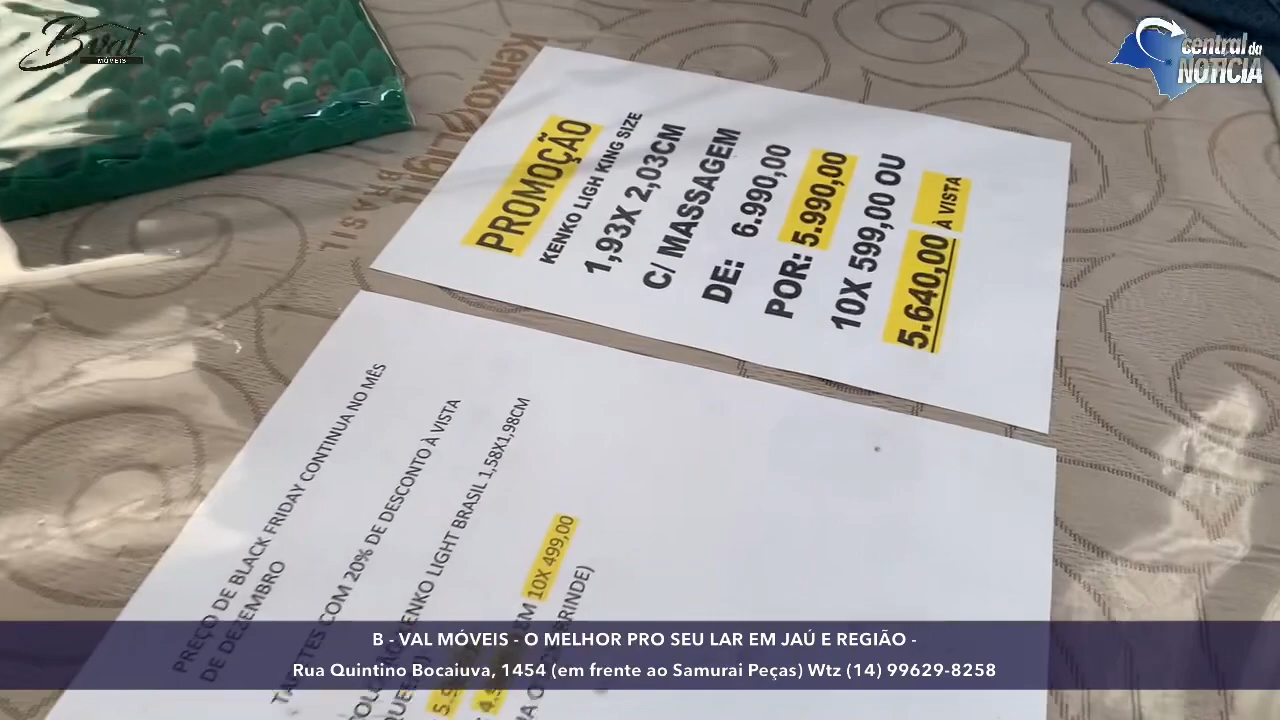 B-Val
MÓVEIS
central da
NOTÍCIA
Kenko Light
BRASIL
PROMOÇÃO
KENKO LIGH KING SIZE
1,93X 2,03CM
C/ MASSAGEM
DE: 6.990,00
POR: 5.990,00
10X 599,00 OU
5.640,00 À VISTA
PREÇO DE BLACK FRIDAY CONTINUA NO MÊS
DE DEZEMBRO
COM 20% DE DESCONTO À VISTA
KENKO LIGHT BRASIL 1,58X1,98CM
EM 10X 499,00
BRINDE)
B - VAL MÓVEIS - O MELHOR PRO SEU LAR EM JAÚ E REGIÃO -
Rua Quintino Bocaiuva, 1454 (em frente ao Samurai Peças) Wtz (14) 99629-8258